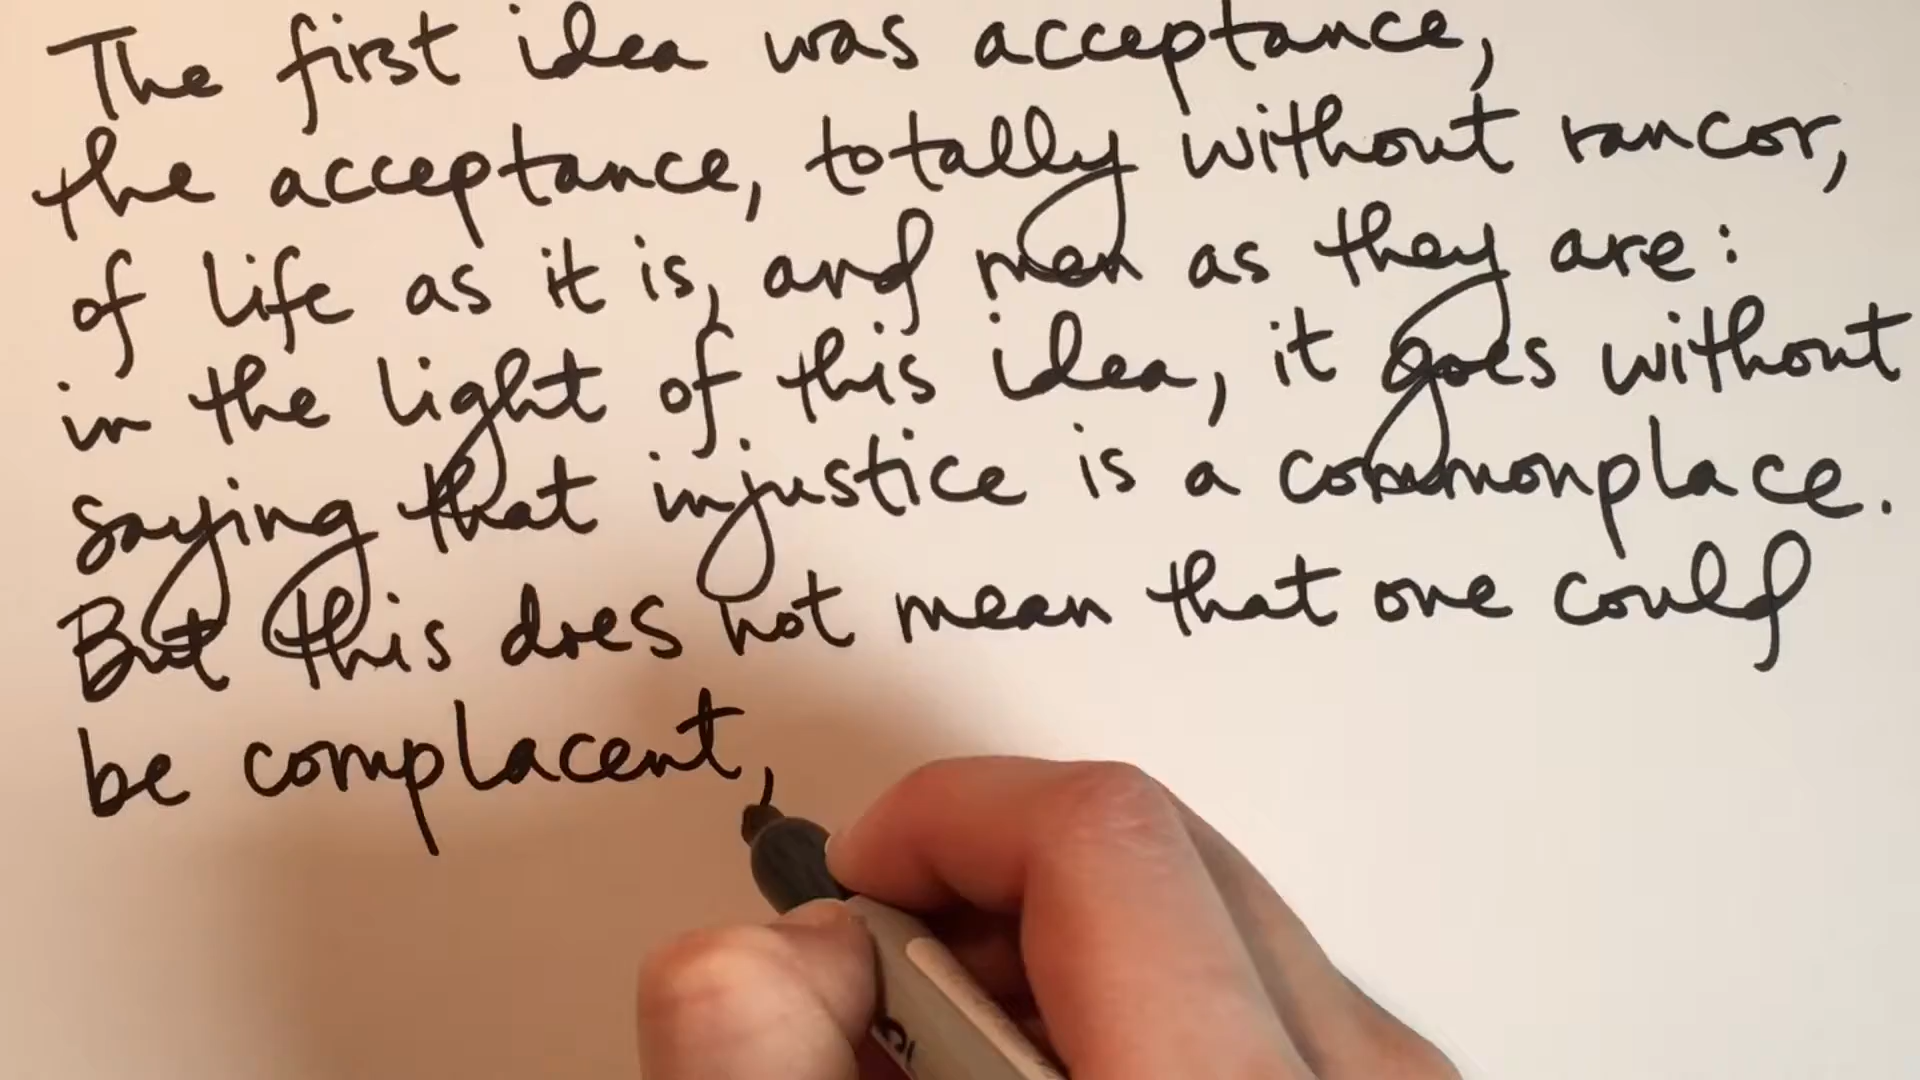 The first idea was acceptance,
the acceptance, totally without rancor,
of life as it is, and men as they are:
in the light of this idea, it goes without
saying that injustice is a commonplace.
But this does not mean that one could
be complacent,